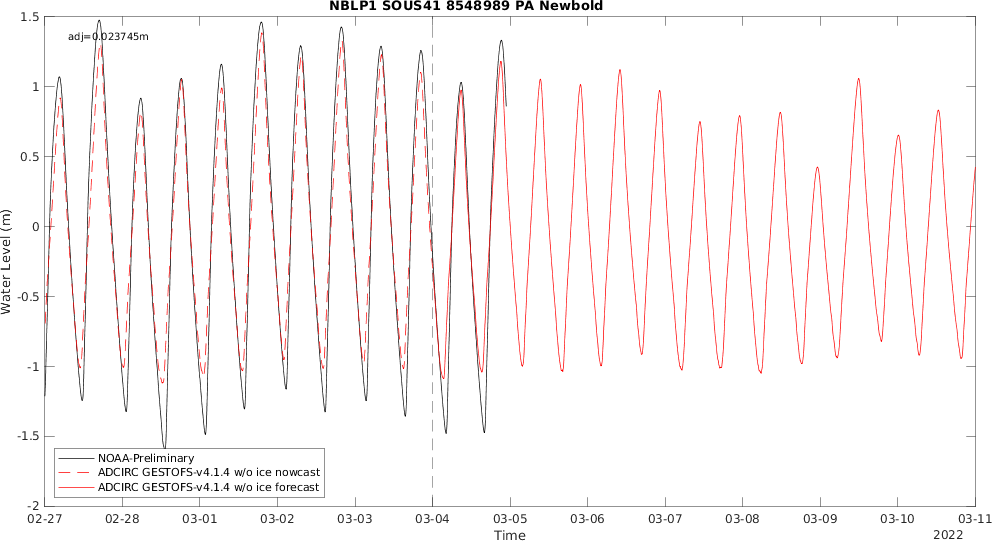 NBLP1 SOUS41 8548989 PA Newbold
adj=0.023745m
1.5
1
0.5
0
-0.5
-1
-1.5
-2
Water Level (m)
NOAA-Preliminary
ADCIRC GESTOFS-v4.1.4 w/o ice nowcast
ADCIRC GESTOFS-v4.1.4 w/o ice forecast
02-27 02-28 03-01 03-02 03-03 03-04 03-05 03-06 03-07 03-08 03-09 03-10 03-11
Time
2022